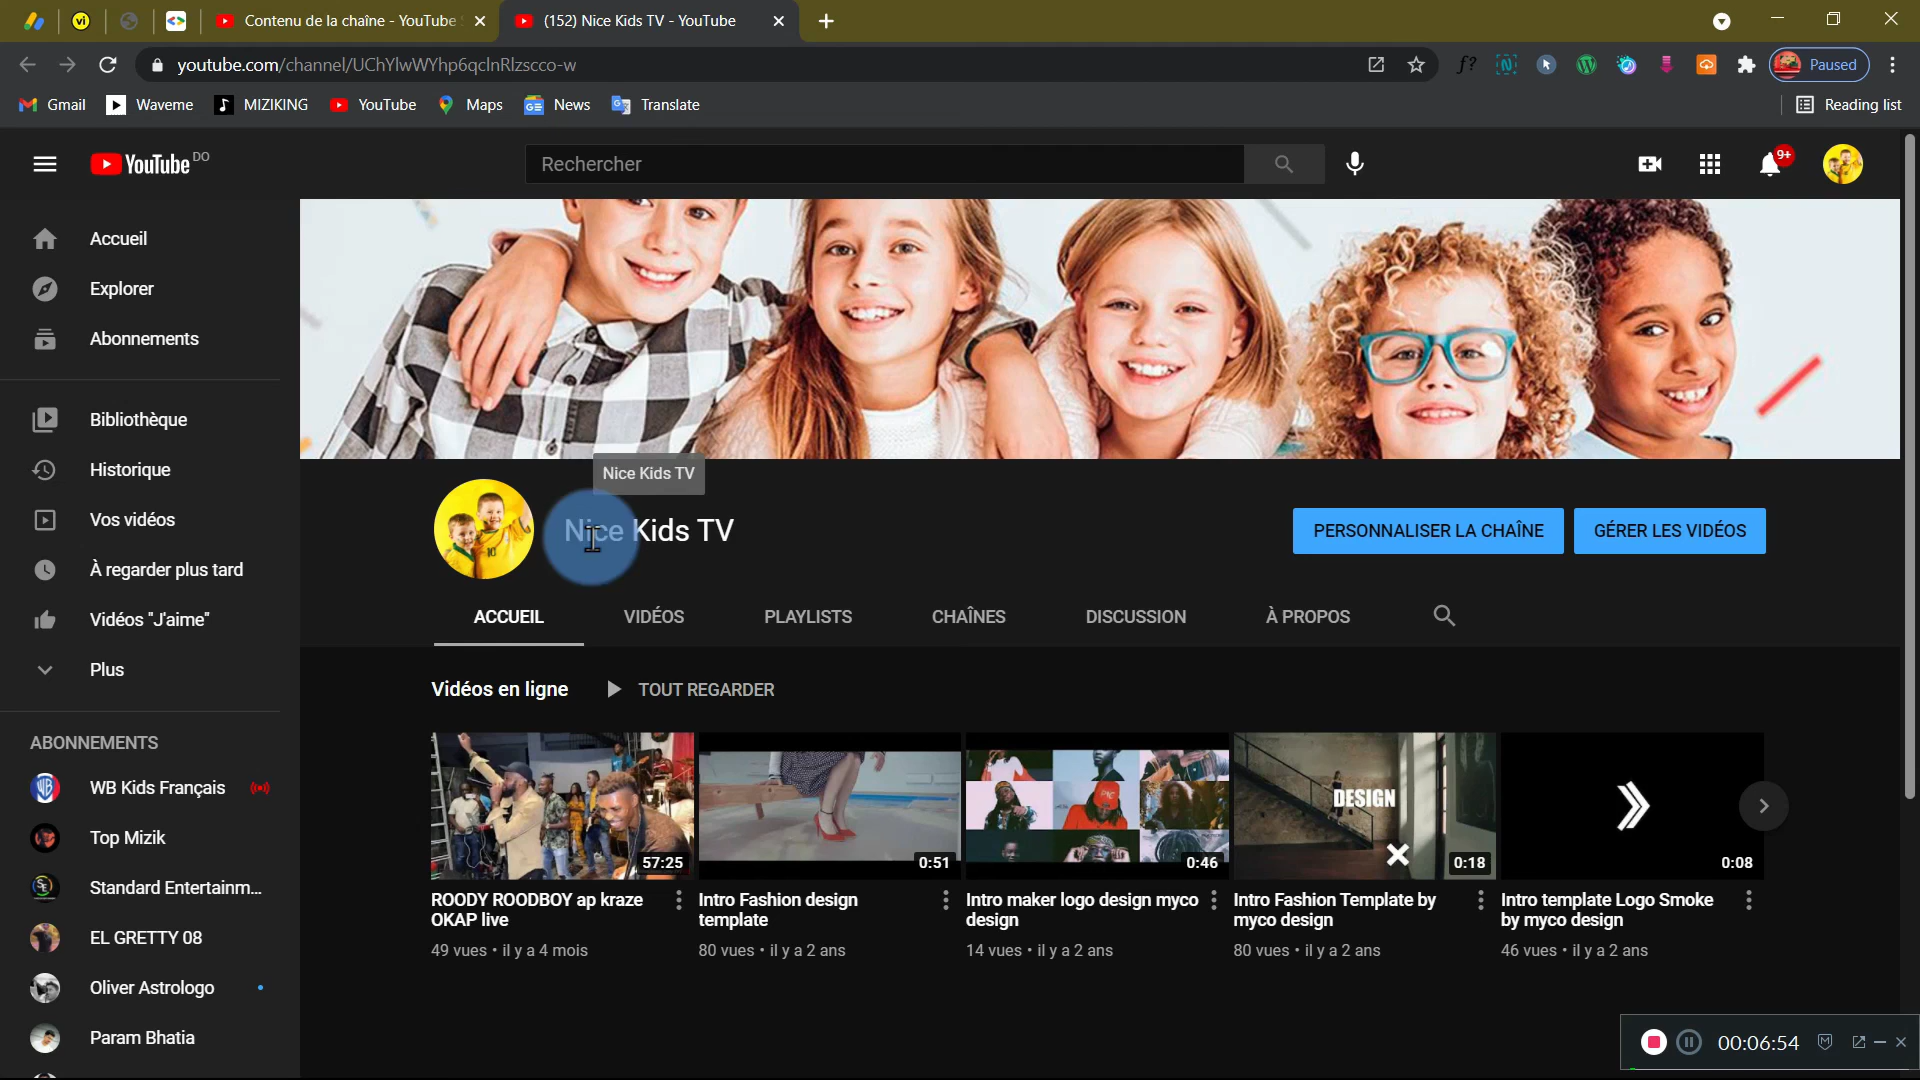 Contenu de la chaîne - YouTube
(152) Nice Kids TV - YouTube
youtube.com/channel/UChYlwWYhp6qclnRlzscco-w
Paused
Gmail
Waveme
MIZIKING
YouTube
Maps
News
Translate
Reading list
YouTube DO
Rechercher
9+
Accueil
Explorer
Abonnements
Bibliothèque
Historique
Vos vidéos
À regarder plus tard
Vidéos "J'aime"
Plus
ABONNEMENTS
WB Kids Français
Top Mizik
Standard Entertainm...
EL GRETTY 08
Oliver Astrologo
Param Bhatia
Nice Kids TV
Nice Kids TV
PERSONNALISER LA CHAÎNE
GÉRER LES VIDÉOS
ACCUEIL
VIDÉOS
PLAYLISTS
CHAÎNES
DISCUSSION
À PROPOS
Vidéos en ligne
TOUT REGARDER
57:25
ROODY ROODBOY ap kraze
OKAP live
49 vues • il y a 4 mois
0:51
Intro Fashion design
template
80 vues • il y a 2 ans
0:46
Intro maker logo design myco
design
14 vues • il y a 2 ans
DESIGN
0:18
Intro Fashion Template by
myco design
80 vues • il y a 2 ans
0:08
Intro template Logo Smoke
by myco design
46 vues • il y a 2 ans
00:06:54